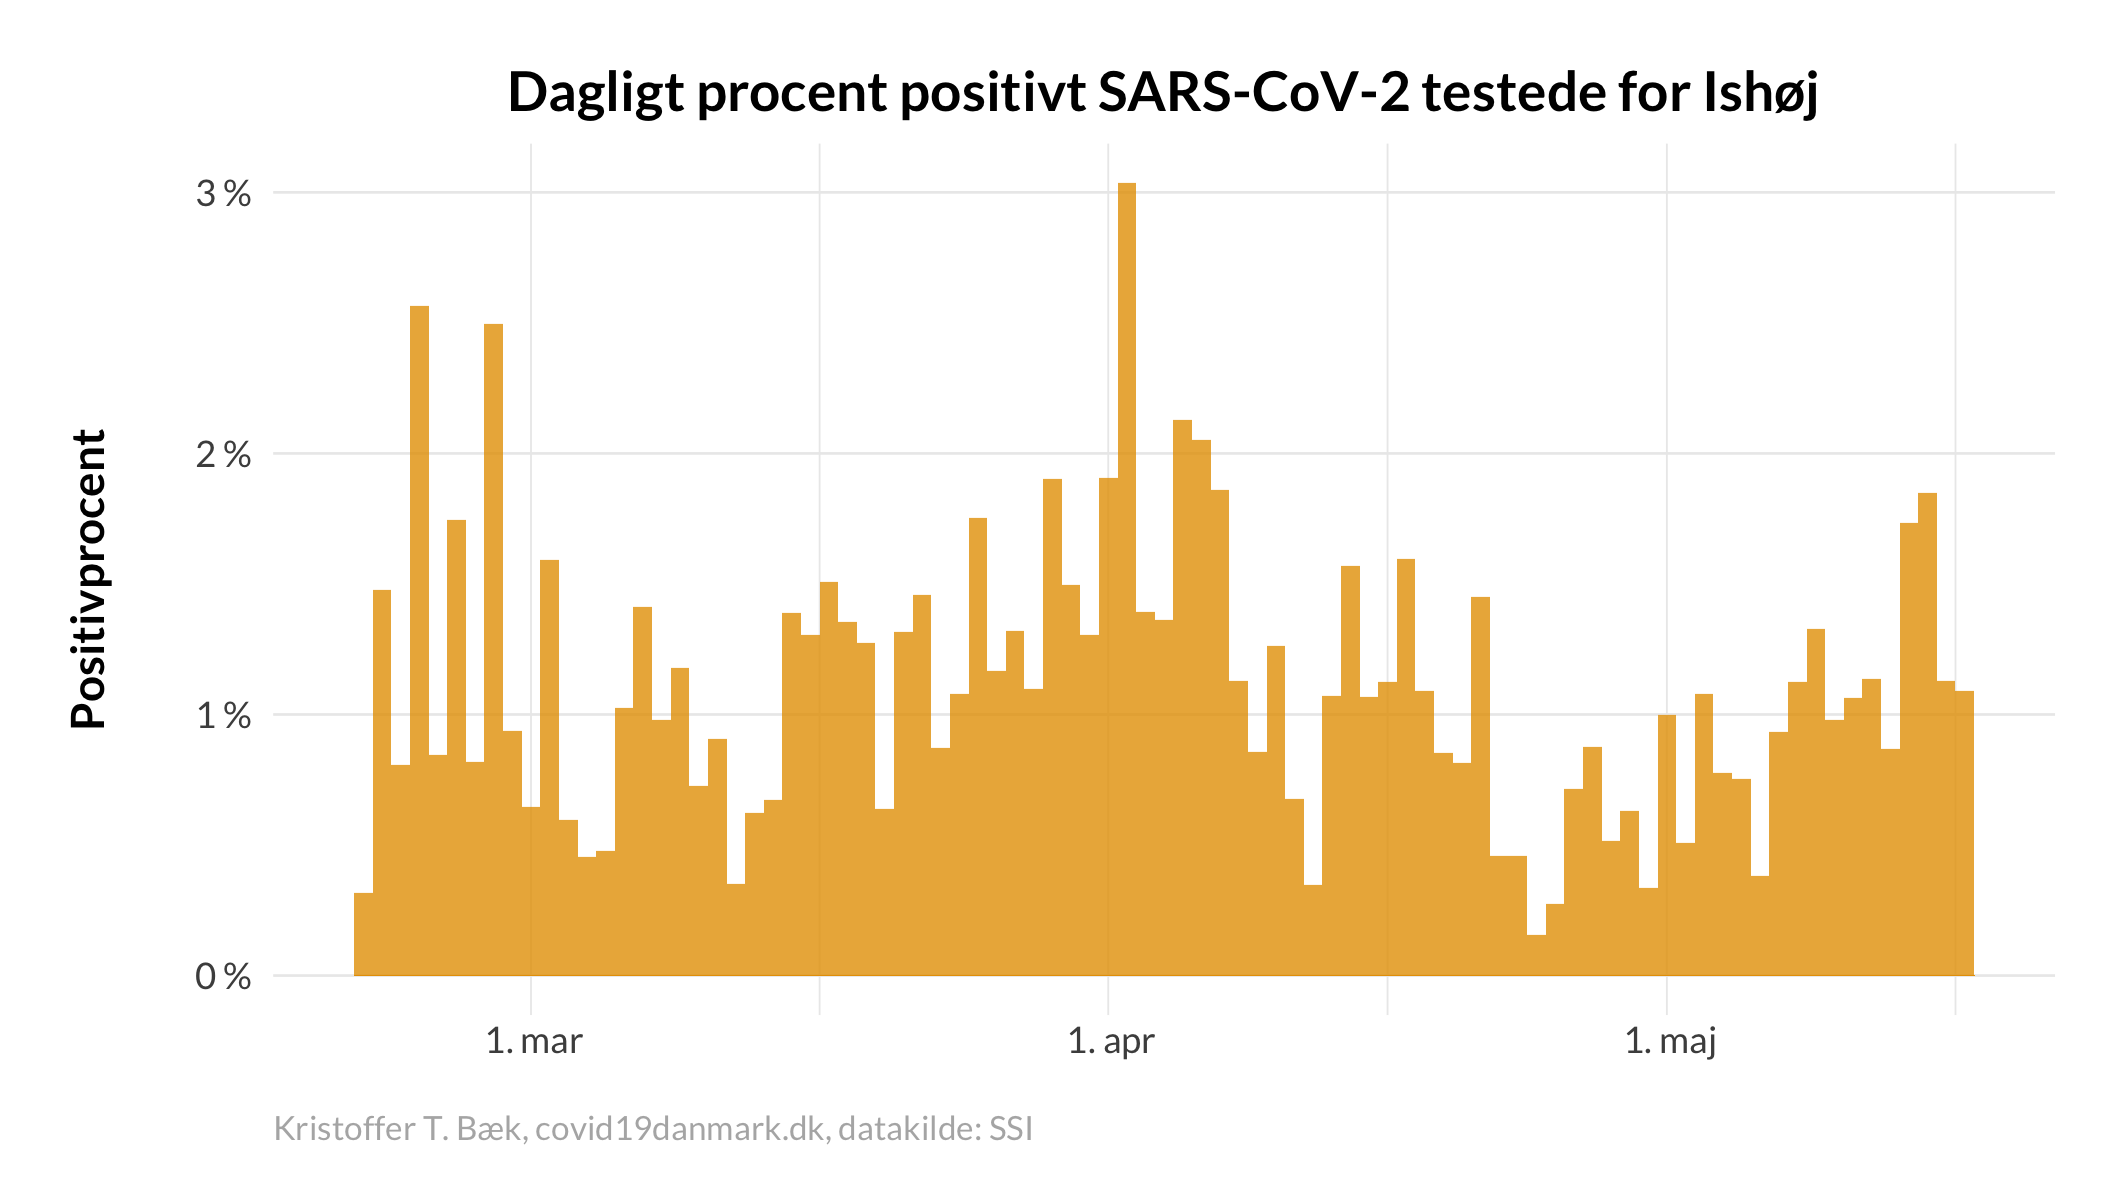 Dagligt procent positivt SARS-CoV-2 testede for Ishøj
Positivprocent
3 %
2 %
1 %
0 %
1. mar
1. apr
1. maj
Kristoffer T. Bæk, covid19danmark.dk, datakilde: SSI